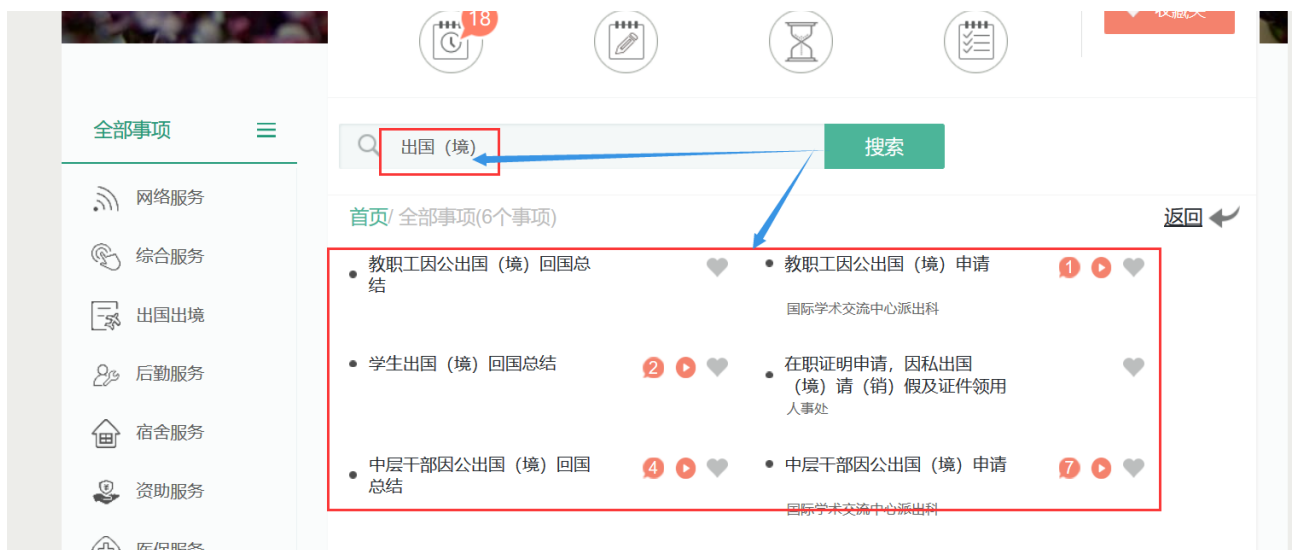 18
收藏夹
全部事项
出国（境）
搜索
网络服务
首页/ 全部事项(6个事项)
返回
综合服务
教职工因公出国（境）回国总
结
教职工因公出国（境）申请
1
国际学术交流中心派出科
出国出境
学生出国（境）回国总结
2
在职证明申请，因私出国
（境）请（销）假及证件领用
人事处
后勤服务
宿舍服务
中层干部因公出国（境）回国
总结
4
中层干部因公出国（境）申请
7
国际学术交流中心派出科
资助服务
医保服务